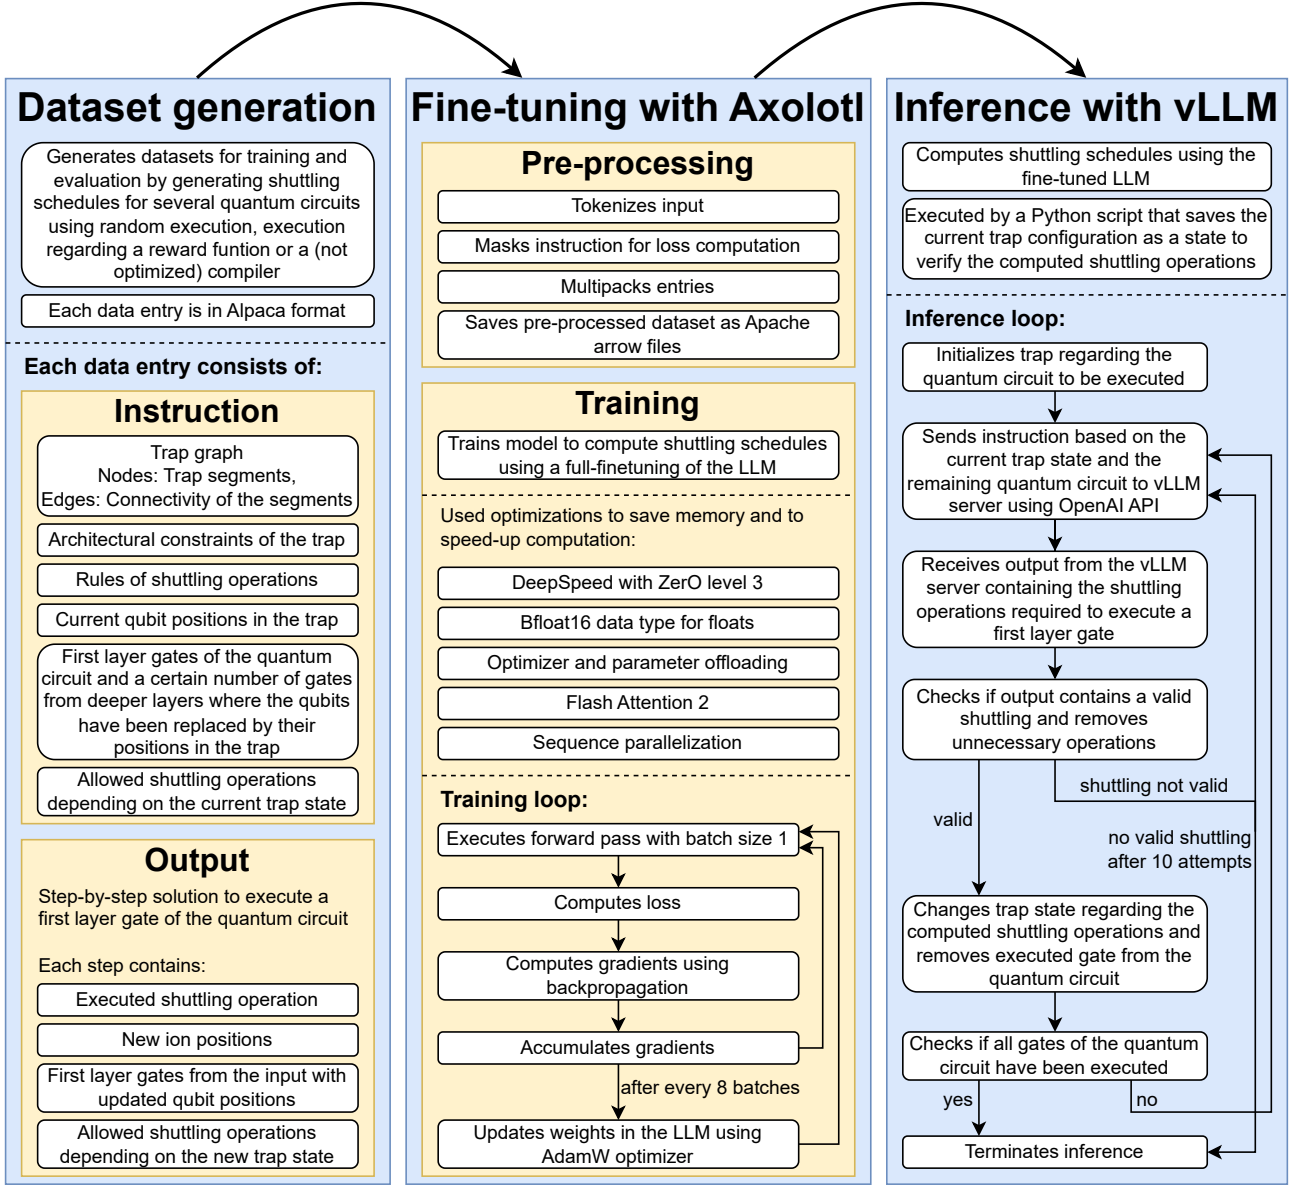 Dataset generation
Generates datasets for training and
evaluation by generating shuttling
schedules for several quantum circuits
using random execution, execution
regarding a reward funtion or a (not
optimized) compiler
Each data entry is in Alpaca format
Each data entry consists of:
Instruction
Trap graph
Nodes: Trap segments,
Edges: Connectivity of the segments
Architectural constraints of the trap
Rules of shuttling operations
Current qubit positions in the trap
First layer gates of the quantum
circuit and a certain number of gates
from deeper layers where the qubits
have been replaced by their
positions in the trap
Allowed shuttling operations
depending on the current trap state
Output
Step-by-step solution to execute a
first layer gate of the quantum circuit
Each step contains:
Executed shuttling operation
New ion positions
First layer gates from the input with
updated qubit positions
Allowed shuttling operations
depending on the new trap state
Fine-tuning with Axolotl
Pre-processing
Tokenizes input
Masks instruction for loss computation
Multipacks entries
Saves pre-processed dataset as Apache
arrow files
Training
Trains model to compute shuttling schedules
using a full-finetuning of the LLM
Used optimizations to save memory and to
speed-up computation:
DeepSpeed with ZerO level 3
Bfloat16 data type for floats
Optimizer and parameter offloading
Flash Attention 2
Sequence parallelization
Training loop:
Executes forward pass with batch size 1
Computes loss
Computes gradients using
backpropagation
Accumulates gradients
after every 8 batches
Updates weights in the LLM using
AdamW optimizer
Inference with vLLM
Computes shuttling schedules using the
fine-tuned LLM
Executed by a Python script that saves the
current trap configuration as a state to
verify the computed shuttling operations
Inference loop:
Initializes trap regarding the
quantum circuit to be executed
Sends instruction based on the
current trap state and the
remaining quantum circuit to vLLM
server using OpenAI API
Receives output from the vLLM
server containing the shuttling
operations required to execute a
first layer gate
Checks if output contains a valid
shuttling and removes
unnecessary operations
shuttling not valid
valid
no valid shuttling
after 10 attempts
Changes trap state regarding the
computed shuttling operations and
removes executed gate from the
quantum circuit
Checks if all gates of the quantum
circuit have been executed
yes
no
Terminates inference